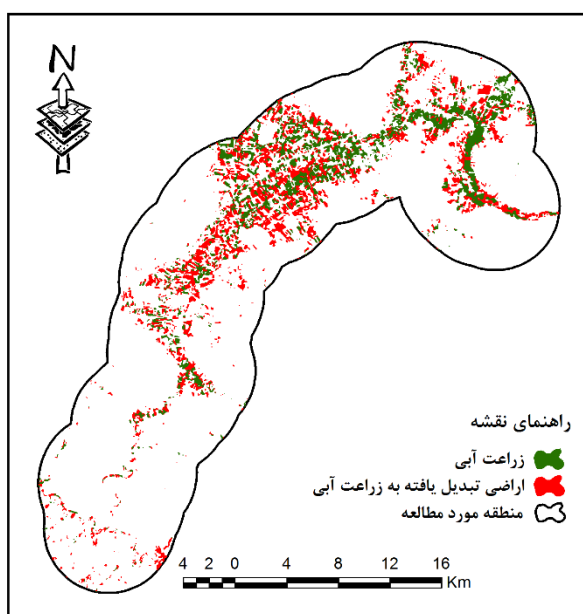 N
راهنمای نقشه
زراعت آبی
اراضی تبدیل یافته به زراعت آبی
منطقه مورد مطالعه
4 2 0 4 8 12 16
Km